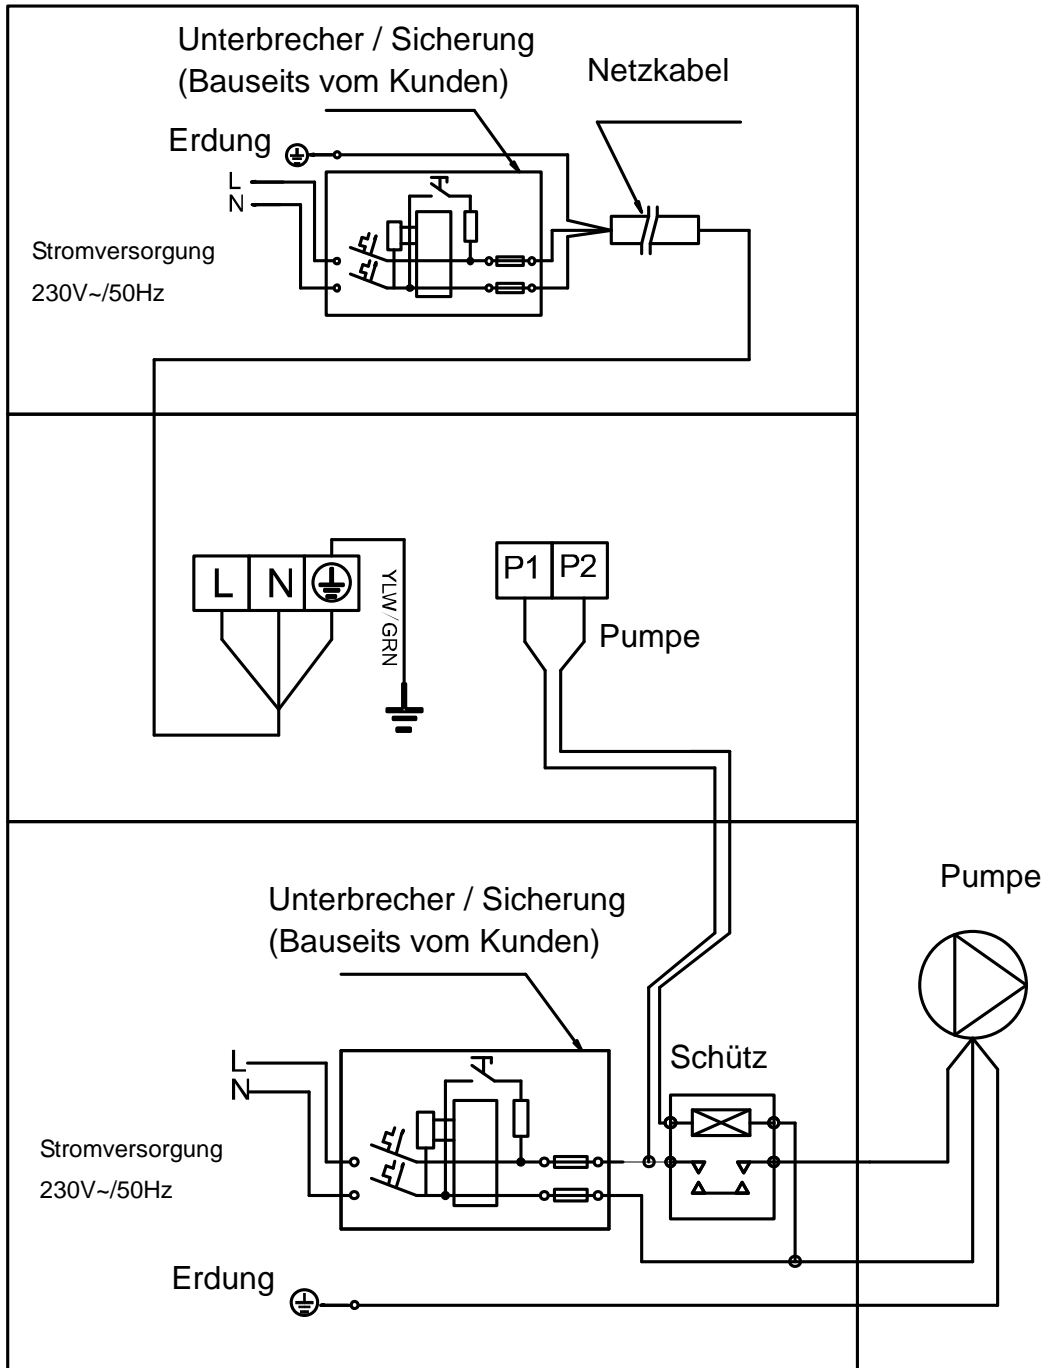 Unterbrecher / Sicherung
(Bauseits vom Kunden)
Netzkabel
Erdung
L
N
Stromversorgung
230V~/50Hz
L N
YLW/GRN
P1 P2
Pumpe
Pumpe
Unterbrecher / Sicherung
(Bauseits vom Kunden)
Schütz
L
N
Stromversorgung
230V~/50Hz
Erdung